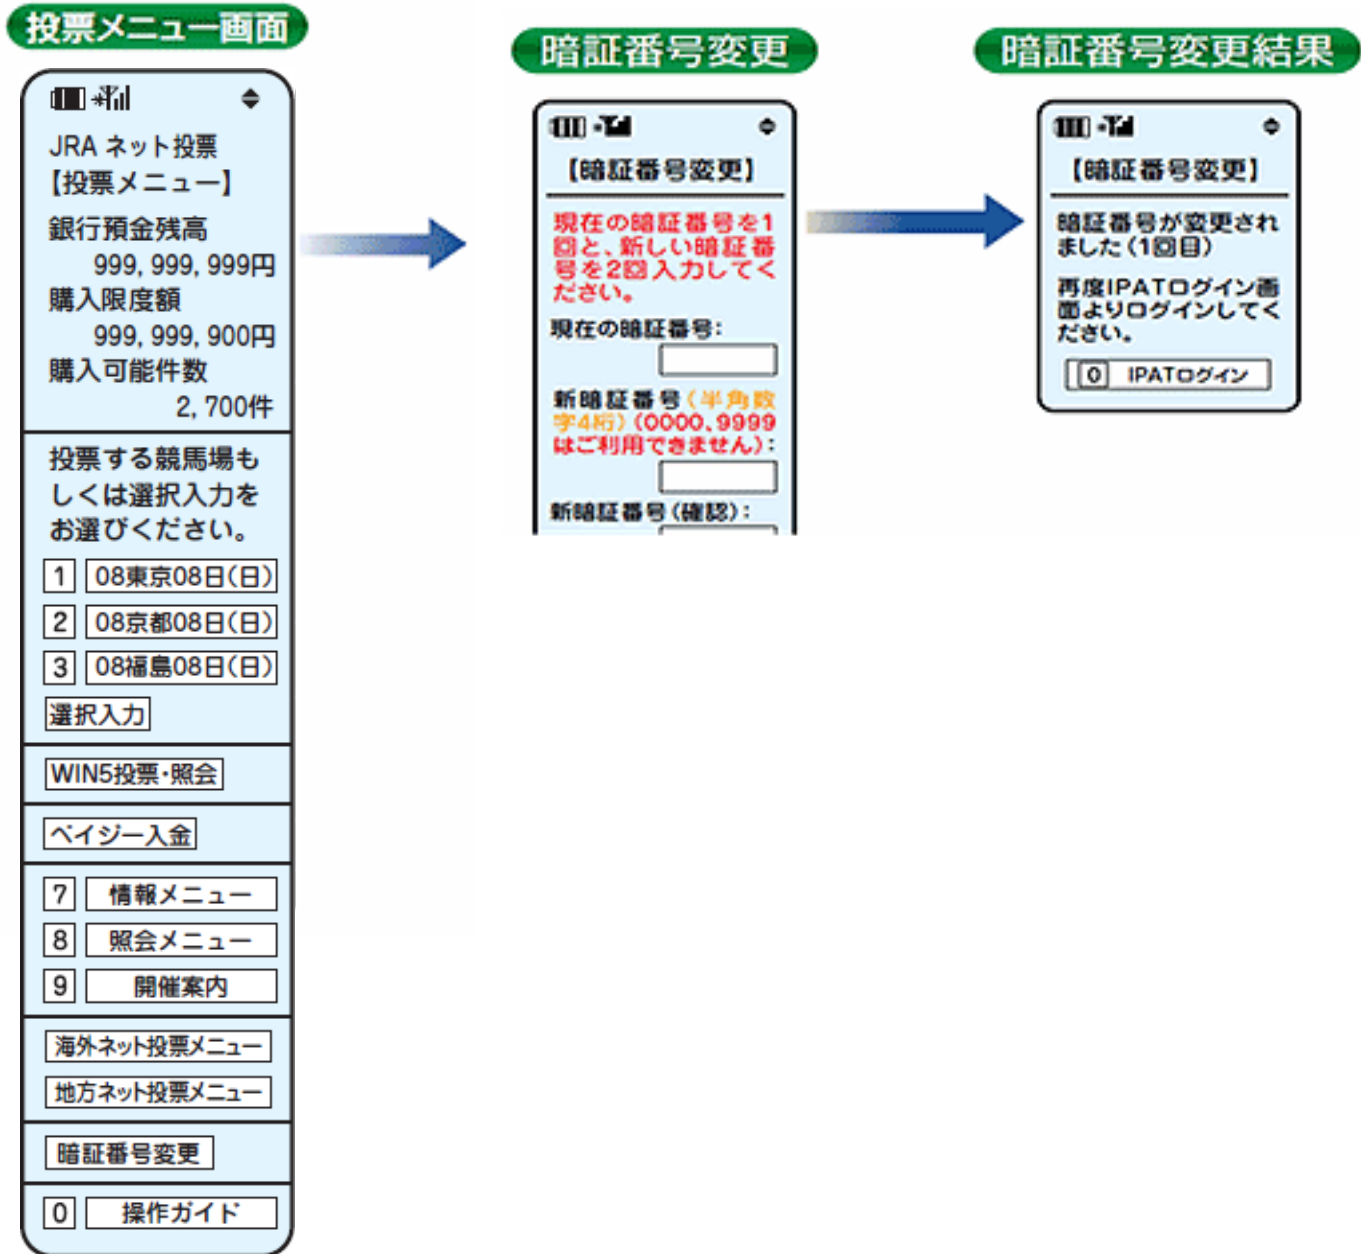 投票メニュー画面
JRA ネット投票
【投票メニュー】
銀行預金残高
999,999,999円
購入限度額
999,999,900円
購入可能件数
2,700件
投票する競馬場も
しくは選択入力を
お選びください。
1 08東京08日(日)
2 08京都08日(日)
3 08福島08日(日)
選択入力
WIN5投票・照会
ペイジー入金
7 情報メニュー
8 照会メニュー
9 開催案内
海外ネット投票メニュー
地方ネット投票メニュー
暗証番号変更
0 操作ガイド
暗証番号変更
【暗証番号変更】
現在の暗証番号を1
回と、新しい暗証番
号を2回入力してく
ださい。
現在の暗証番号：
新暗証番号(半角数
字4桁)(0000、9999
はご利用できません)：
新暗証番号(確認)：
暗証番号変更結果
【暗証番号変更】
暗証番号が変更され
ました(1回目)
再度IPATログイン画
面よりログインしてく
ださい。
0 IPATログイン